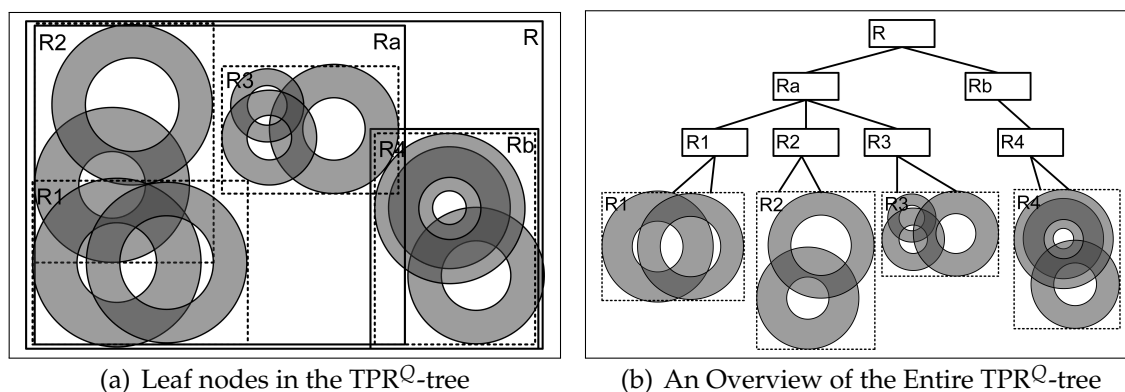 R2
Ra
R
R3
R4
Rb
R1
R
Ra
Rb
R1
R2
R3
R4
R1
R2
R3
R4
(a) Leaf nodes in the TPR^Q-tree
(b) An Overview of the Entire TPR^Q-tree